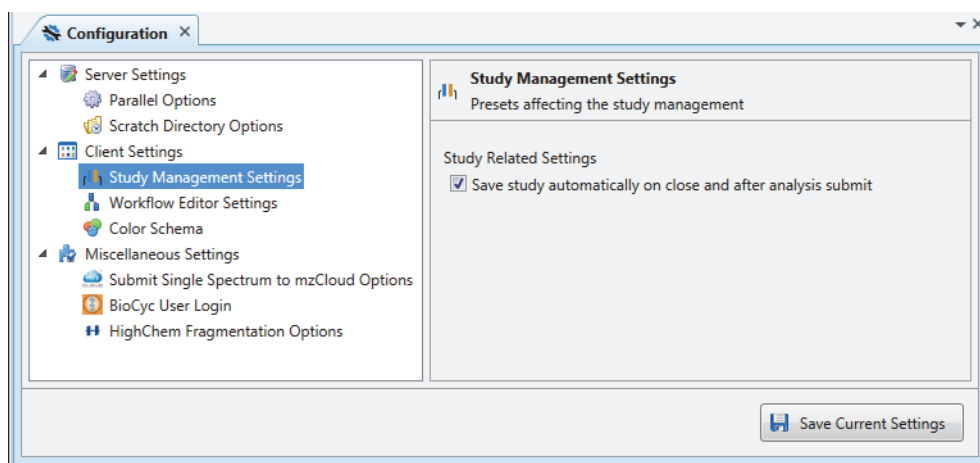 Configuration
Server Settings
Parallel Options
Scratch Directory Options
Client Settings
Study Management Settings
Workflow Editor Settings
Color Schema
Miscellaneous Settings
Submit Single Spectrum to mzCloud Options
BioCyc User Login
HighChem Fragmentation Options
Study Management Settings
Presets affecting the study management
Study Related Settings
Save study automatically on close and after analysis submit
Save Current Settings